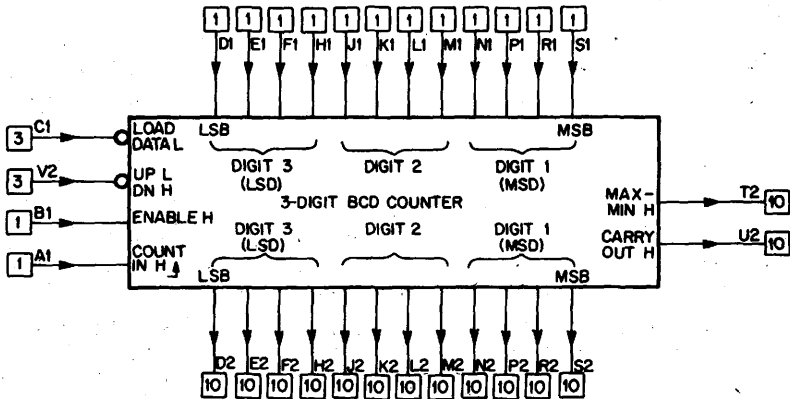 1 1 1 1 1 1 1 1 1 1 1 1
D1 E1 F1 H1 J1 K1 L1 M1 N1 P1 R1 S1
3 C1 LOAD DATA L
3 V2 UP L DN H
1 B1 ENABLE H
1 A1 COUNT IN H
LSB MSB
DIGIT 3 (LSD) DIGIT 2 DIGIT 1 (MSD)
3-DIGIT BCD COUNTER
DIGIT 3 (LSD) DIGIT 2 DIGIT 1 (MSD)
LSB MSB
MAX-MIN H T2 10
CARRY OUT H U2 10
D2 E2 F2 H2 J2 K2 L2 M2 N2 P2 R2 S2
10 10 10 10 10 10 10 10 10 10 10 10